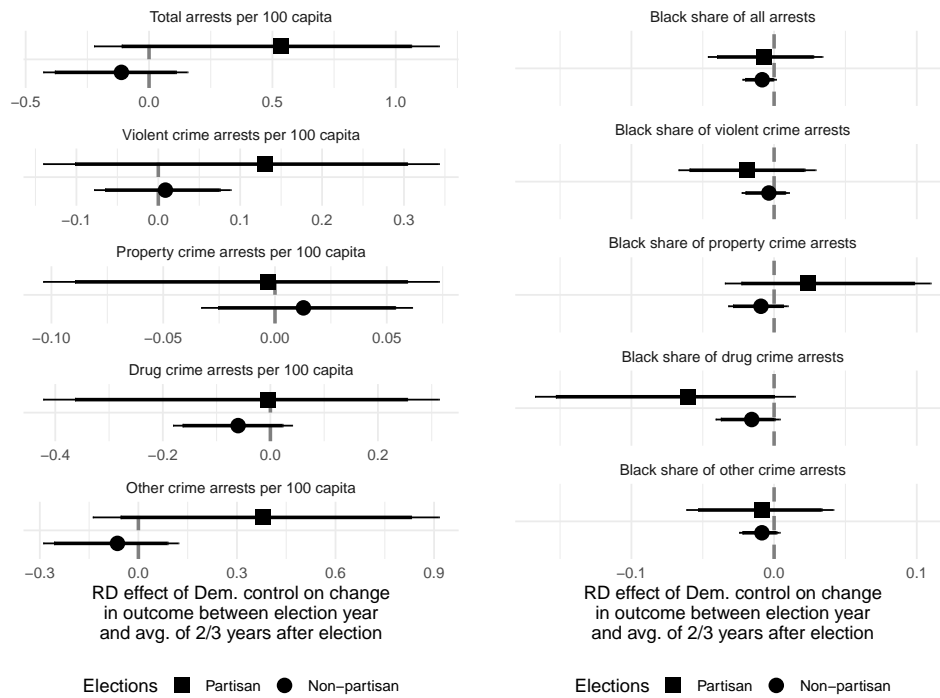 Total arrests per 100 capita
−0.5 0.0 0.5 1.0
Violent crime arrests per 100 capita
−0.1 0.0 0.1 0.2 0.3
Property crime arrests per 100 capita
−0.10 −0.05 0.00 0.05
Drug crime arrests per 100 capita
−0.4 −0.2 0.0 0.2
Other crime arrests per 100 capita
−0.3 0.0 0.3 0.6 0.9
RD effect of Dem. control on change
in outcome between election year
and avg. of 2/3 years after election
Elections Partisan Non−partisan
Black share of all arrests
Black share of violent crime arrests
Black share of property crime arrests
Black share of drug crime arrests
Black share of other crime arrests
−0.1 0.0 0.1
RD effect of Dem. control on change
in outcome between election year
and avg. of 2/3 years after election
Elections Partisan Non−partisan